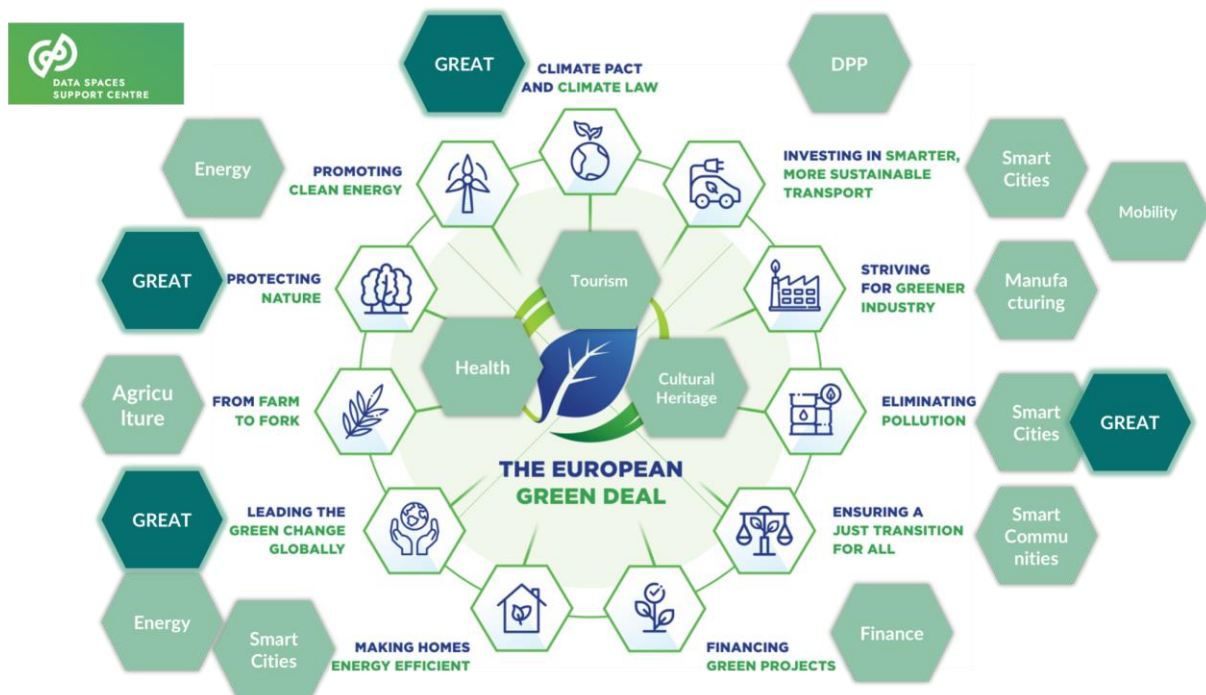 DATA SPACES
SUPPORT CENTRE
GREAT
CLIMATE PACT
AND CLIMATE LAW
DPP
Energy
PROMOTING
CLEAN ENERGY
INVESTING IN SMARTER,
MORE SUSTAINABLE
TRANSPORT
Smart
Cities
Mobility
GREAT
PROTECTING
NATURE
Tourism
STRIVING
FOR GREENER
INDUSTRY
Manufa
cturing
Health
Cultural
Heritage
Agricu
lture
FROM FARM
TO FORK
ELIMINATING
POLLUTION
Smart
Cities
GREAT
THE EUROPEAN
GREEN DEAL
GREAT
LEADING THE
GREEN CHANGE
GLOBALLY
ENSURING A
JUST TRANSITION
FOR ALL
Smart
Commu
nities
Energy
Smart
Cities
MAKING HOMES
ENERGY EFFICIENT
FINANCING
GREEN PROJECTS
Finance